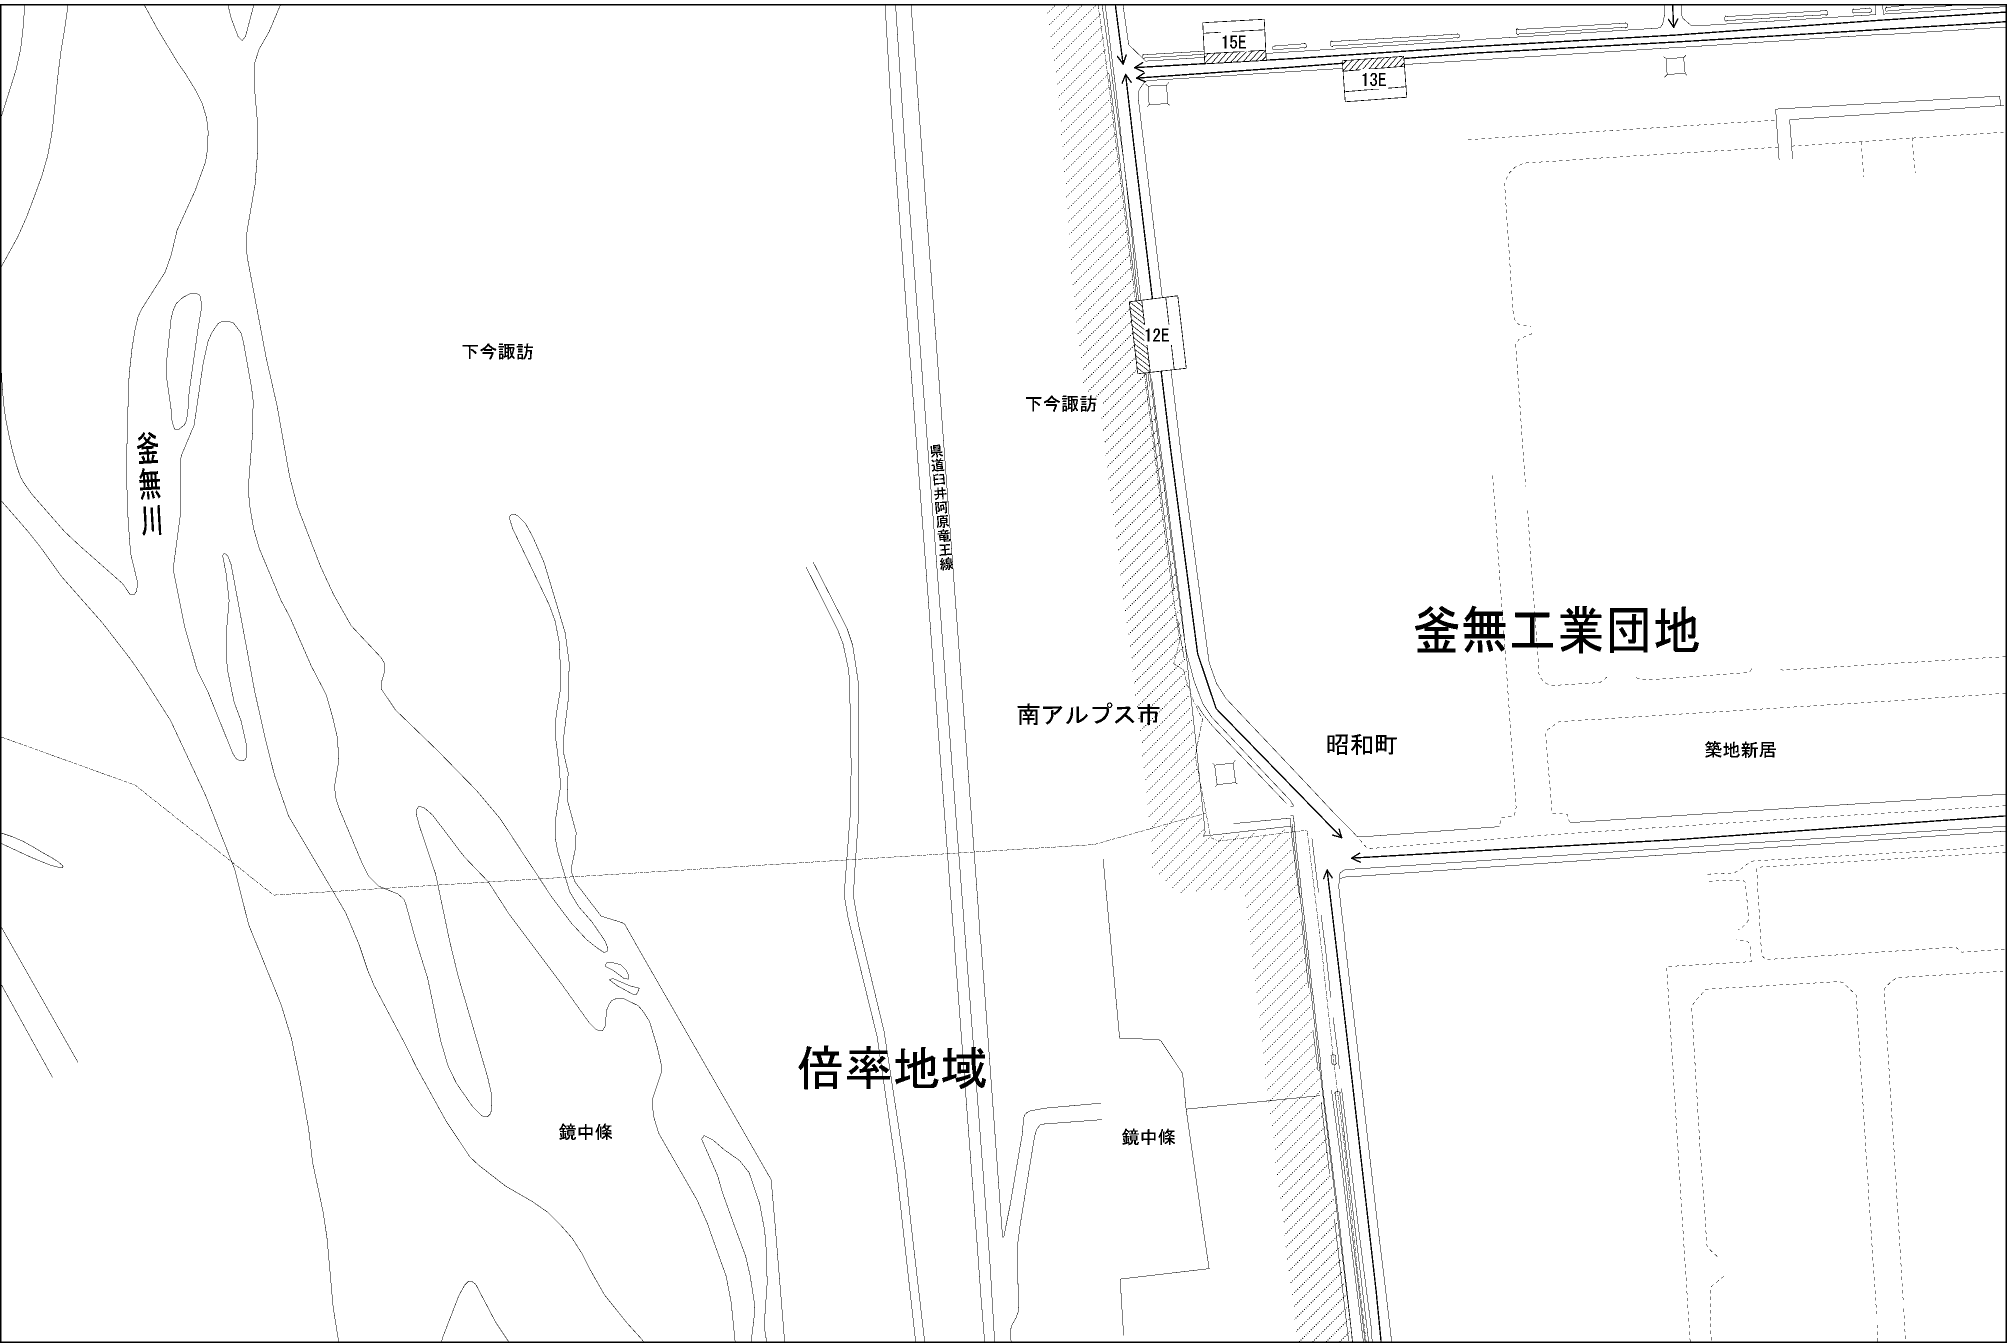 15E
13E
12E
下今諏訪
下今諏訪
釜無川
県道臼井阿原竜王線
釜無工業団地
南アルプス市
昭和町
築地新居
倍率地域
鏡中條
鏡中條